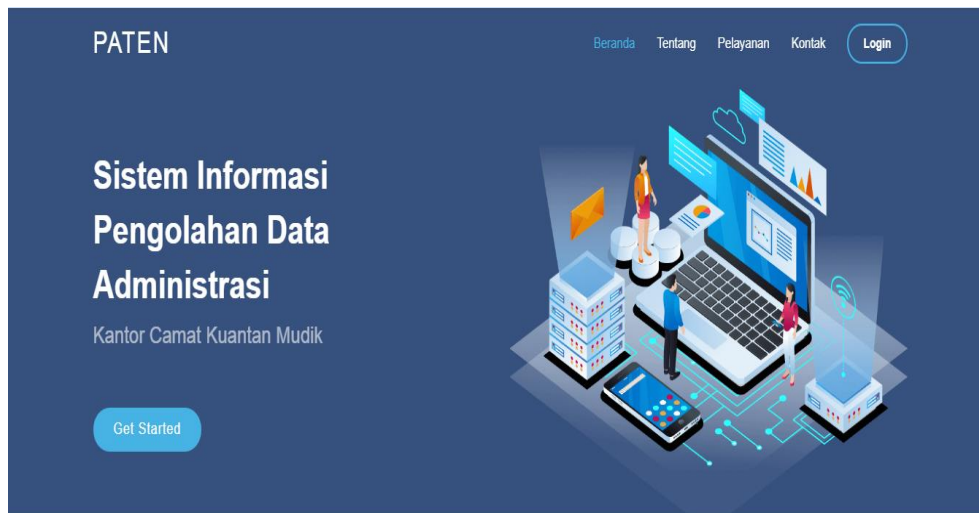 PATEN
Beranda Tentang Pelayanan Kontak Login
Sistem Informasi
Pengolahan Data
Administrasi
Kantor Camat Kuantan Mudik
Get Started